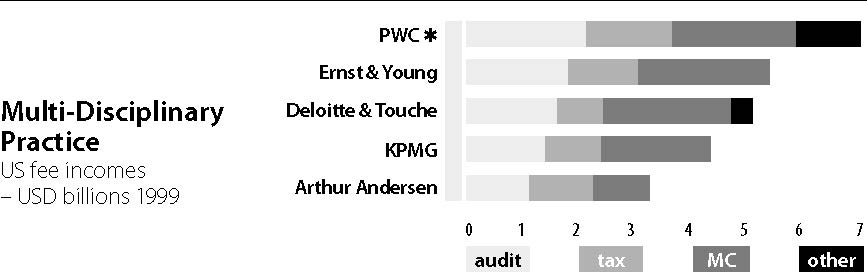 PWC ✱
Ernst & Young
Deloitte & Touche
KPMG
Arthur Andersen
Multi-Disciplinary
Practice
US fee incomes
– USD billions 1999
0 1 2 3 4 5 6 7
audit tax MC other